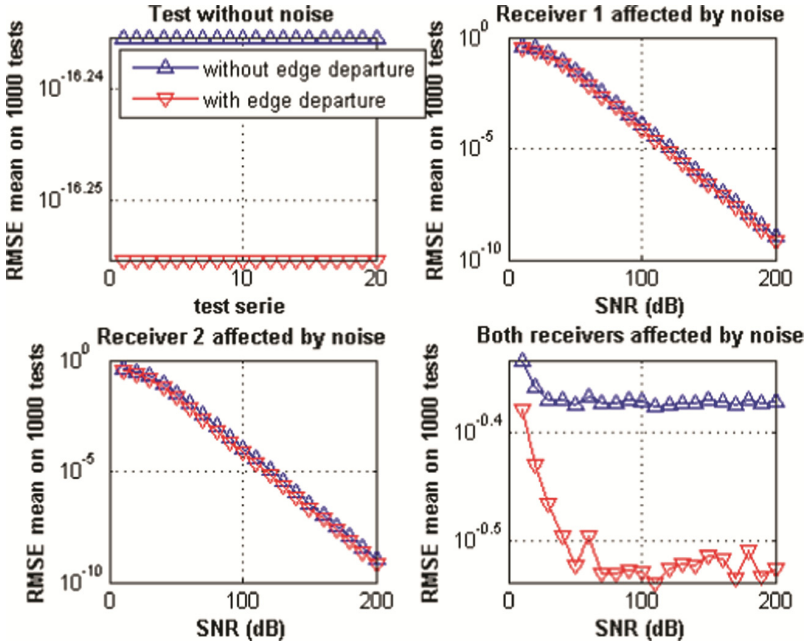 Test without noise
RMSE mean on 1000 tests
10^-16.24
10^-16.25
without edge departure
with edge departure
0 10 20
test serie
Receiver 1 affected by noise
RMSE mean on 1000 tests
10^0
10^-5
10^-10
0 100 200
SNR (dB)
Receiver 2 affected by noise
RMSE mean on 1000 tests
10^0
10^-5
10^-10
0 100 200
SNR (dB)
Both receivers affected by noise
RMSE mean on 1000 tests
10^-0.4
10^-0.5
0 100 200
SNR (dB)